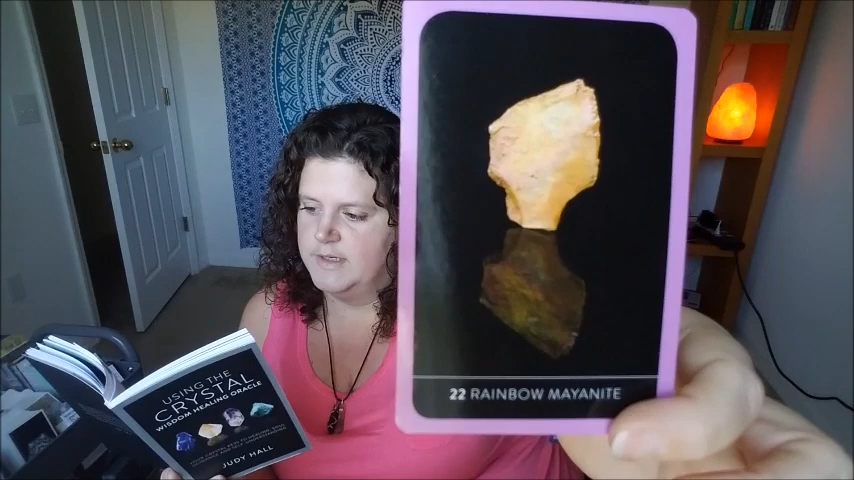 22 RAINBOW MAYANITE
USING THE
CRYSTAL
WISDOM HEALING ORACLE
JUDY HALL